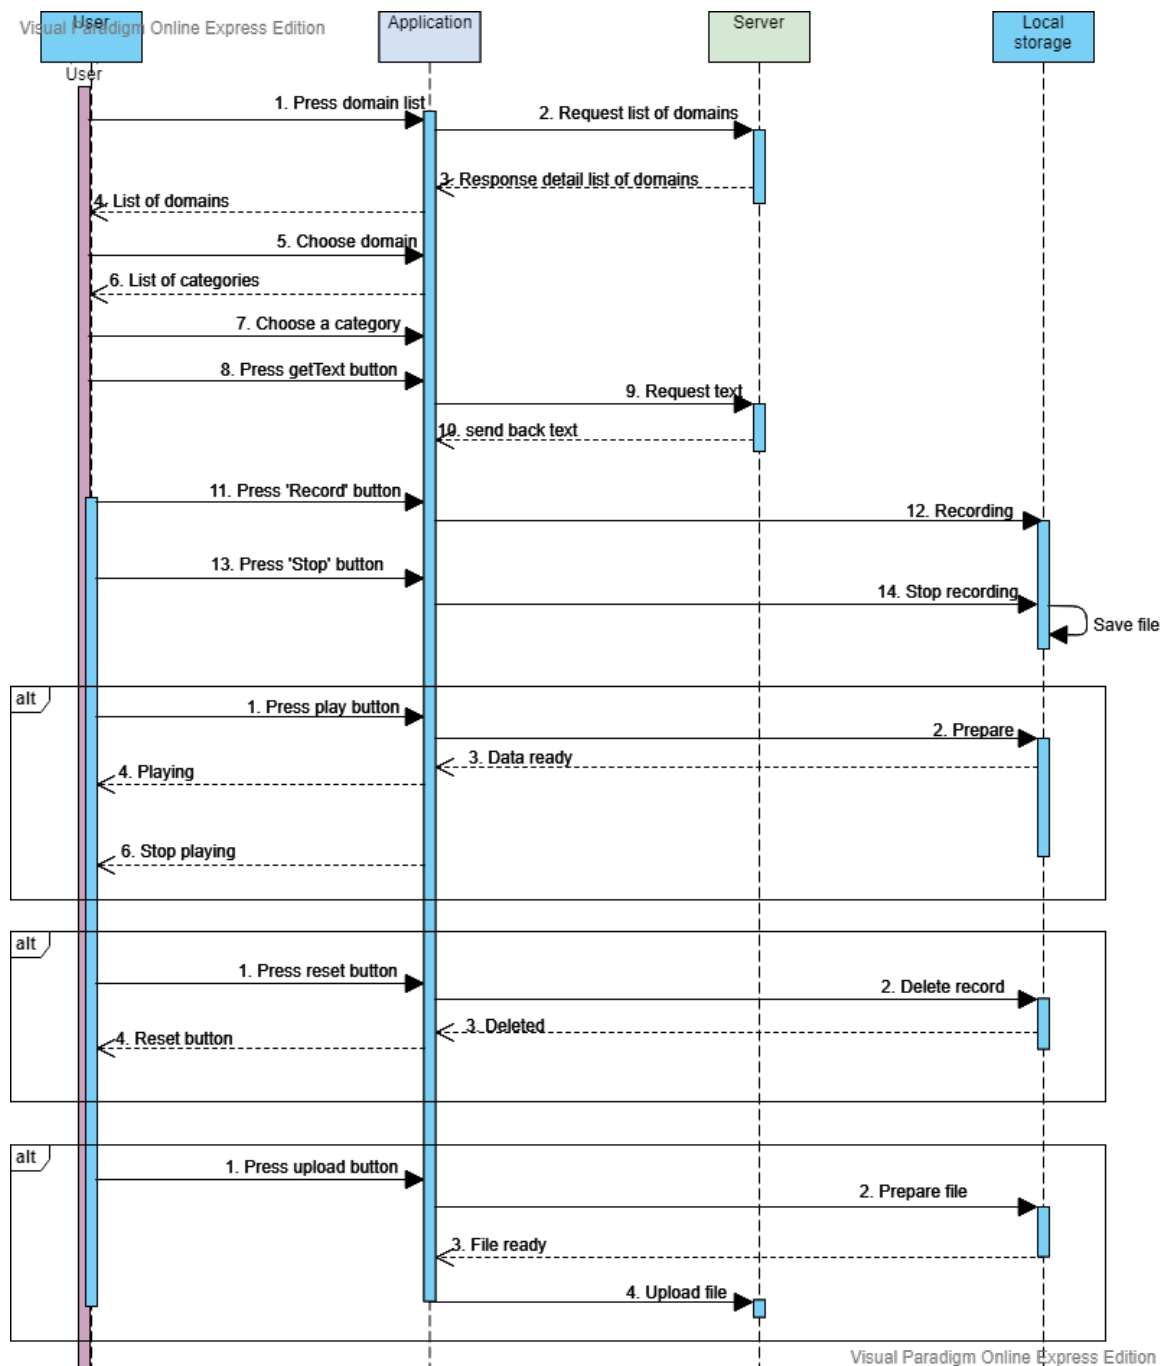 User
Visual Paradigm Online Express Edition
Application
Server
Local
storage
User
1. Press domain list
2. Request list of domains
3. Response detail list of domains
4. List of domains
5. Choose domain
6. List of categories
7. Choose a category
8. Press getText button
9. Request text
10. send back text
11. Press 'Record' button
12. Recording
13. Press 'Stop' button
14. Stop recording
Save file
alt
1. Press play button
2. Prepare
3. Data ready
4. Playing
6. Stop playing
alt
1. Press reset button
2. Delete record
3. Deleted
4. Reset button
alt
1. Press upload button
2. Prepare file
3. File ready
4. Upload file
Visual Paradigm Online Express Edition